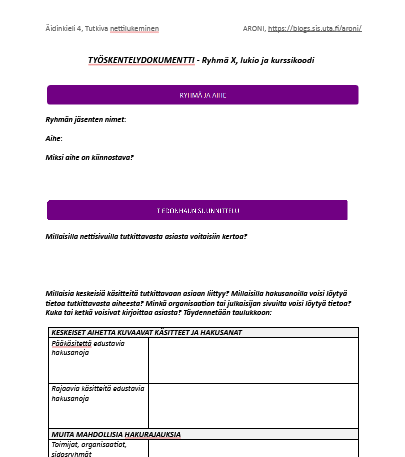 Äidinkieli 4, Tutkiva nettilukeminen ARONI, https://blogs.sis.uta.fi/aroni/
TYÖSKENTELYDOKUMENTTI - Ryhmä X, lukio ja kurssikoodi
RYHMÄ JA AIHE
Ryhmän jäsenten nimet:
Aihe:
Miksi aihe on kiinnostava?
TIEDONHAUN SUUNNITTELU
Millaisilla nettisivuilla tutkittavasta asiasta voitaisiin kertoa?
Millaisia keskeisiä käsitteitä tutkittavaan asiaan liittyy? Millaisilla hakusanoilla voisi löytyä
tietoa tutkittavasta aiheesta? Minkä organisaation tai julkaisijan sivuilta voisi löytyä tietoa?
Kuka tai ketkä voisivat kirjoittaa asiasta? Täydennetään taulukkoon:
KESKEISET AIHETTA KUVAAVAT KÄSITTEET JA HAKUSANAT
Pääkäsitettä edustavia
hakusanoja
Rajaavia käsitteitä edustavia
hakusanoja
MUITA MAHDOLLISIA HAKURAJAUKSIA
Toimijat, organisaatiot,
sidosryhmät